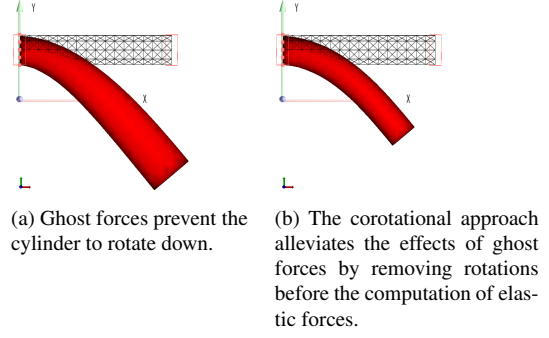 Y
X
Y
X
(a) Ghost forces prevent the
cylinder to rotate down.
(b) The corotational approach
alleviates the effects of ghost
forces by removing rotations
before the computation of elas-
tic forces.